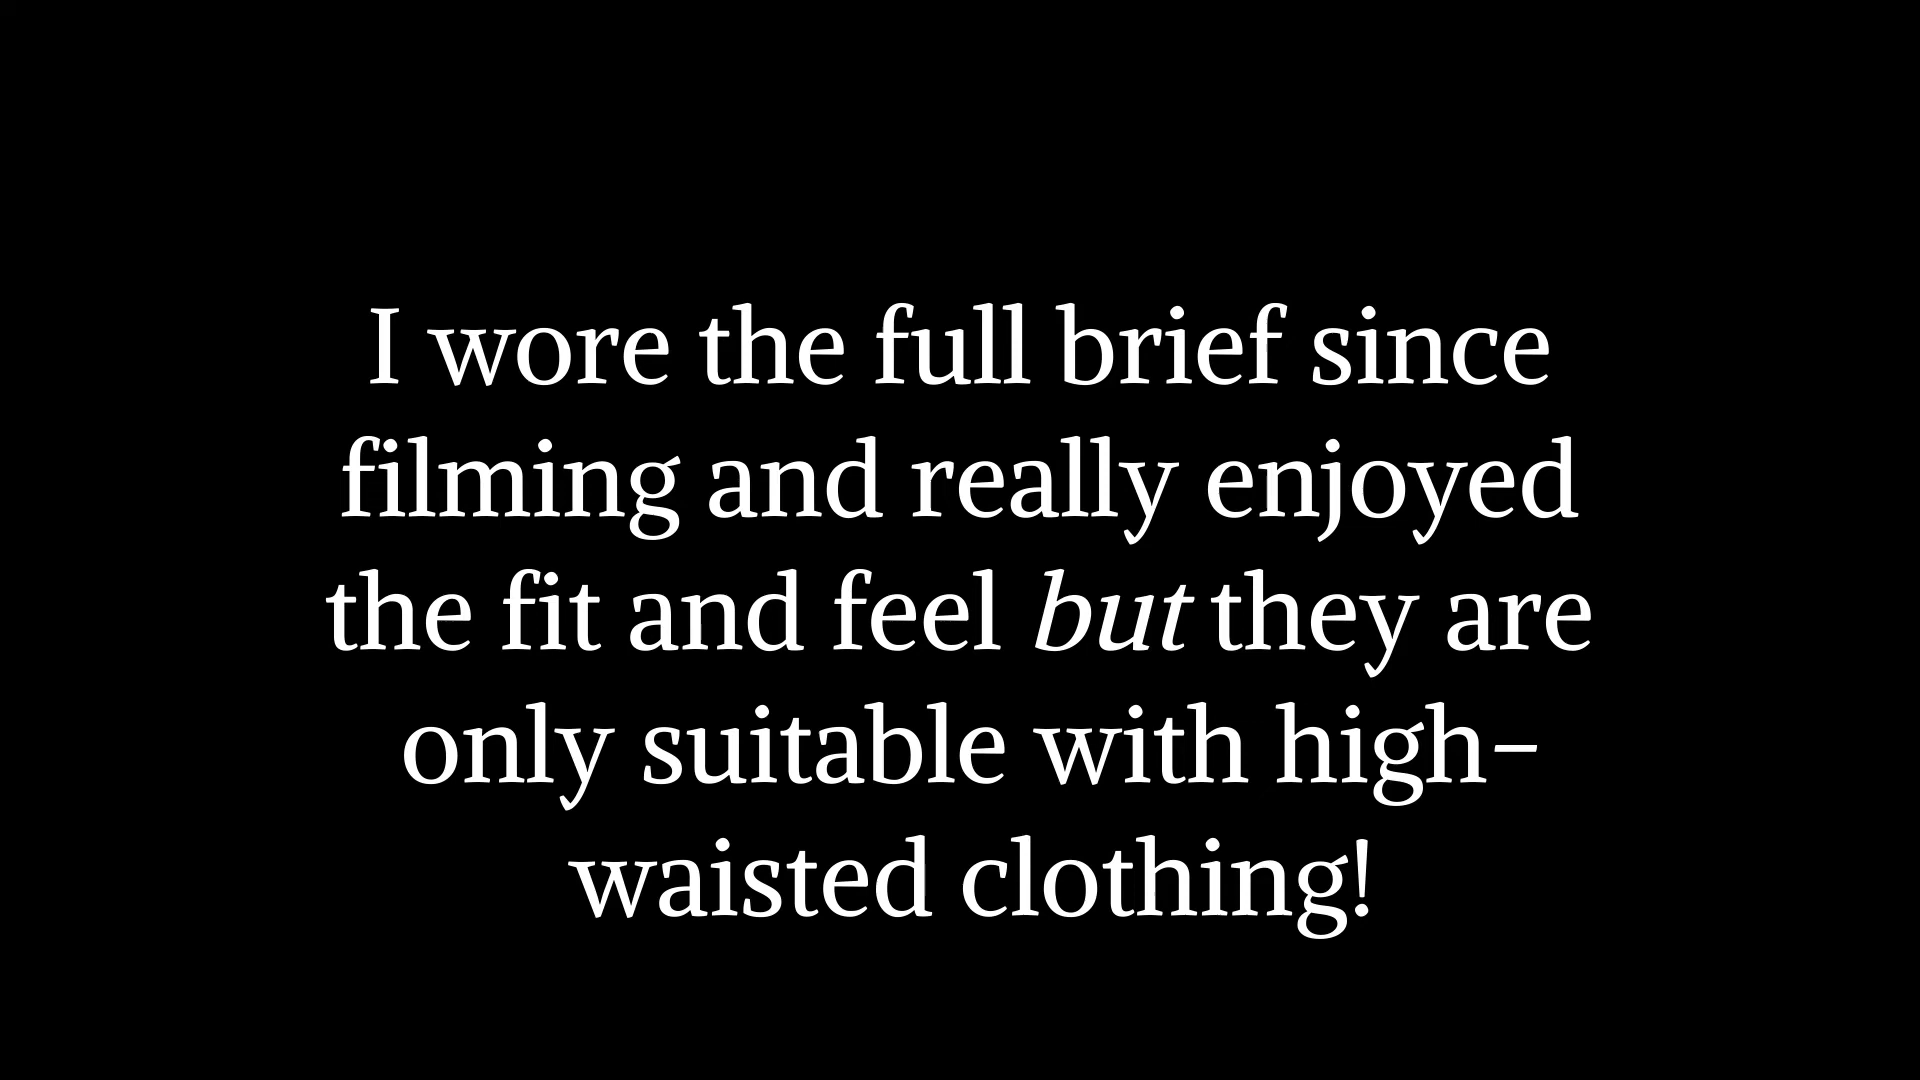 I wore the full brief since
filming and really enjoyed
the fit and feel but they are
only suitable with high-
waisted clothing!